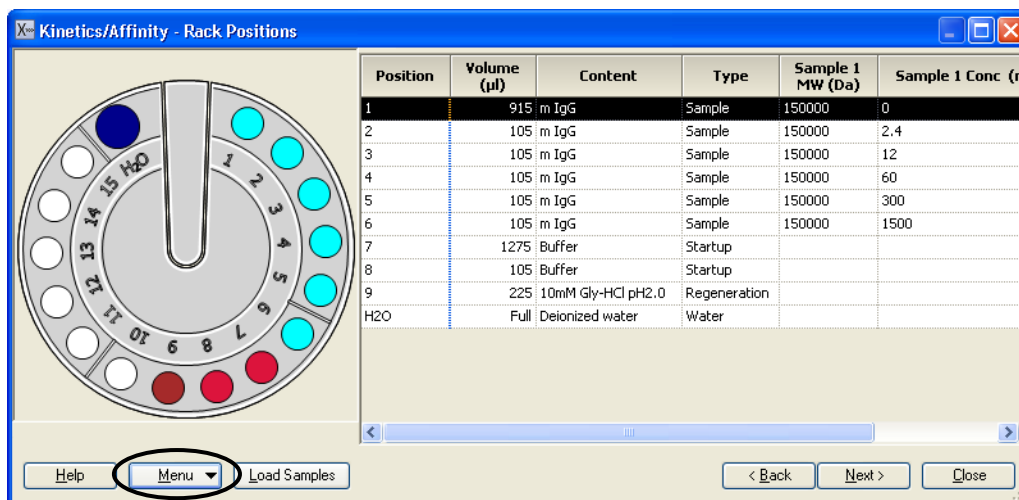 Kinetics/Affinity - Rack Positions
H₂O
1
2
3
4
5
6
7
8
9
10
11
12
13
14
15
Position Volume (µl) Content Type Sample 1 MW (Da) Sample 1 Conc (
1 915 m IgG Sample 150000 0
2 105 m IgG Sample 150000 2.4
3 105 m IgG Sample 150000 12
4 105 m IgG Sample 150000 60
5 105 m IgG Sample 150000 300
6 105 m IgG Sample 150000 1500
7 1275 Buffer Startup
8 105 Buffer Startup
9 225 10mM Gly-HCl pH2.0 Regeneration
H2O Full Deionized water Water
Help Menu Load Samples < Back Next > Close